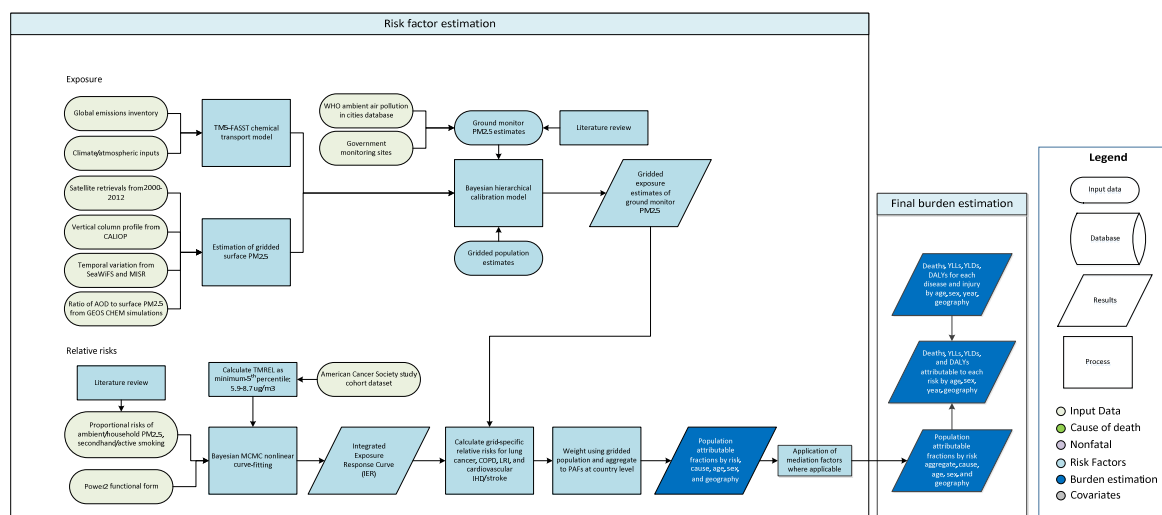 Risk factor estimation
Exposure
Global emissions inventory
Climate/atmospheric inputs
TM5-FASST chemical
transport model
WHO ambient air pollution
in cities database
Government
monitoring sites
Ground monitor
PM2.5 estimates
Literature review
Satellite retrievals from 2000-
2012
Vertical column profile from
CALIOP
Temporal variation from
SeaWiFS and MISR
Ratio of AOD to surface PM2.5
from GEOS CHEM simulations
Estimation of gridded
surface PM2.5
Bayesian hierarchical
calibration model
Gridded population
estimates
Gridded
exposure
estimates of
ground monitor
PM2.5
Relative risks
Literature review
Proportional risks of
ambient/household PM2.5,
secondhand/active smoking
Power2 functional form
Calculate TMREL as
minimum-5th percentile:
5.9-8.7 ug/m3
American Cancer Society study
cohort dataset
Bayesian MCMC nonlinear
curve-fitting
Integrated
Exposure
Response Curve
(IER)
Calculate grid-specific
relative risks for lung
cancer, COPD, LRI, and
cardiovascular
IHD/stroke
Weight using gridded
population and aggregate
to PAFs at country level
Population
attributable
fractions by risk,
cause, age, sex,
and geography
Application of
mediation factors
where applicable
Final burden estimation
Deaths, YLLs, YLDs,
DALYs for each
disease and injury
by age, sex, year,
geography
Deaths, YLLs, YLDs,
and DALYs
attributable to each
risk by age, sex,
year, geography
Population
attributable
fractions by risk
aggregate, cause,
age, sex, and
geography
Legend
Input data
Database
Results
Process
Input Data
Cause of death
Nonfatal
Risk Factors
Burden estimation
Covariates